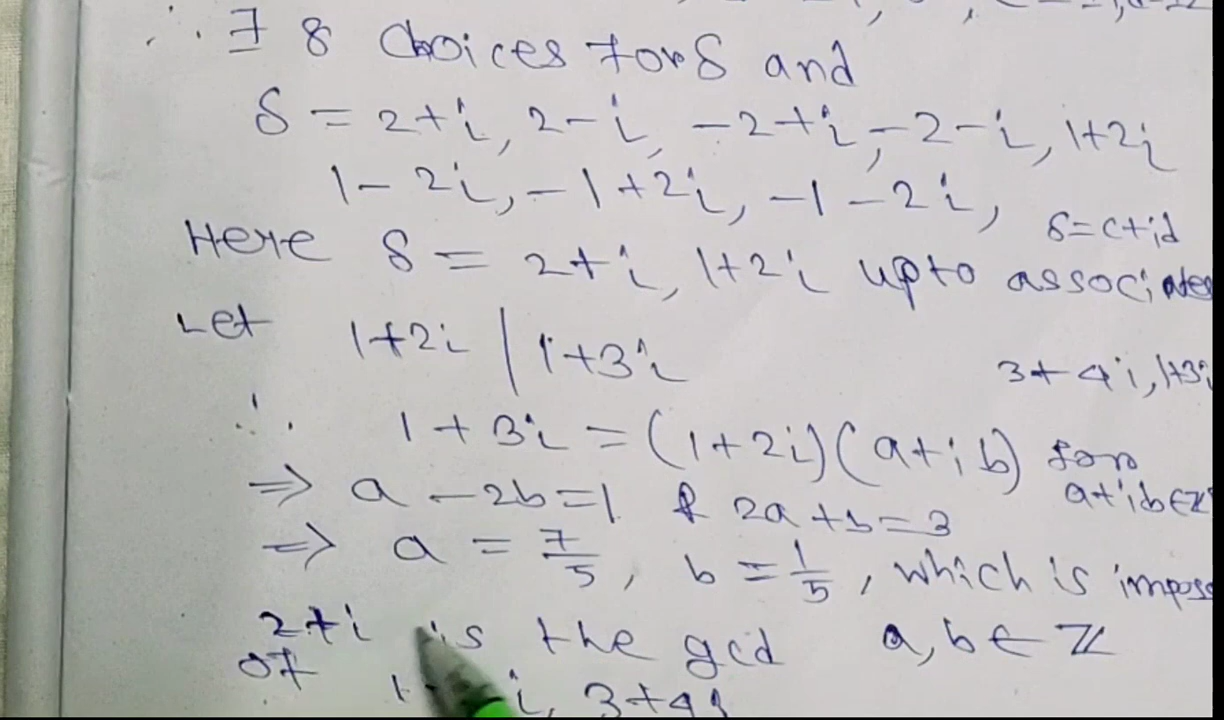 ∴ ∃ 8 choices for δ and
δ = 2+i, 2-i, -2+i, -2-i, 1+2i
1-2i, -1+2i, -1-2i,
δ=c+id
Here δ = 2+i, 1+2i upto associates
Let 1+2i | 1+3i
3+4i, 1+3i
∴ 1+3i = (1+2i)(a+ib) for
a+ib∈Z
⇒ a-2b=1 & 2a+b=3
⇒ a = 7/5, b = 1/5, which is imposs
2+i is the gcd a, b ∈ Z
of i, 3+4i